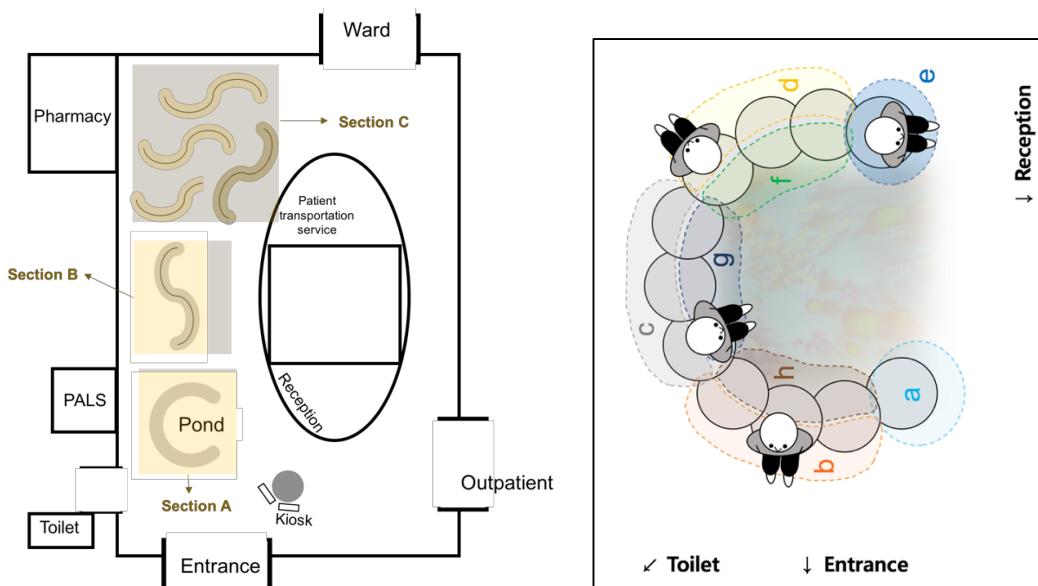 Ward
Pharmacy
Section C
Patient
transportation
service
Section B
PALS
Reception
Pond
Section A
Outpatient
Kiosk
Toilet
Entrance
d
e
f
↓ Reception
g
c
h
a
b
↙ Toilet
↓ Entrance